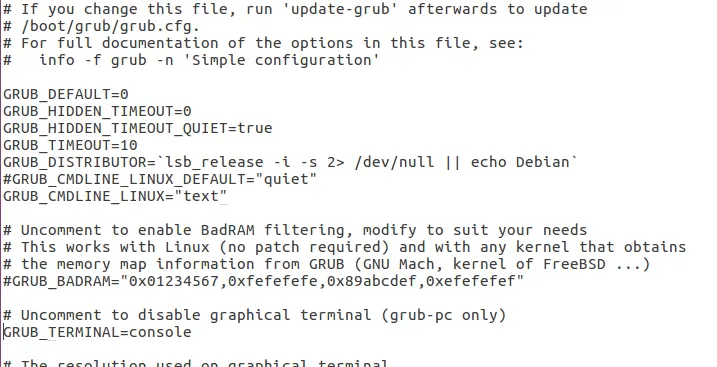 # If you change this file, run 'update-grub' afterwards to update
# /boot/grub/grub.cfg.
# For full documentation of the options in this file, see:
#   info -f grub -n 'Simple configuration'
GRUB_DEFAULT=0
GRUB_HIDDEN_TIMEOUT=0
GRUB_HIDDEN_TIMEOUT_QUIET=true
GRUB_TIMEOUT=10
GRUB_DISTRIBUTOR=`lsb_release -i -s 2> /dev/null || echo Debian`
#GRUB_CMDLINE_LINUX_DEFAULT="quiet"
GRUB_CMDLINE_LINUX="text"
# Uncomment to enable BadRAM filtering, modify to suit your needs
# This works with Linux (no patch required) and with any kernel that obtains
# the memory map information from GRUB (GNU Mach, kernel of FreeBSD ...)
#GRUB_BADRAM="0x01234567,0xfefefefe,0x89abcdef,0xefefefef"
# Uncomment to disable graphical terminal (grub-pc only)
GRUB_TERMINAL=console
# The resolution used on graphical terminal